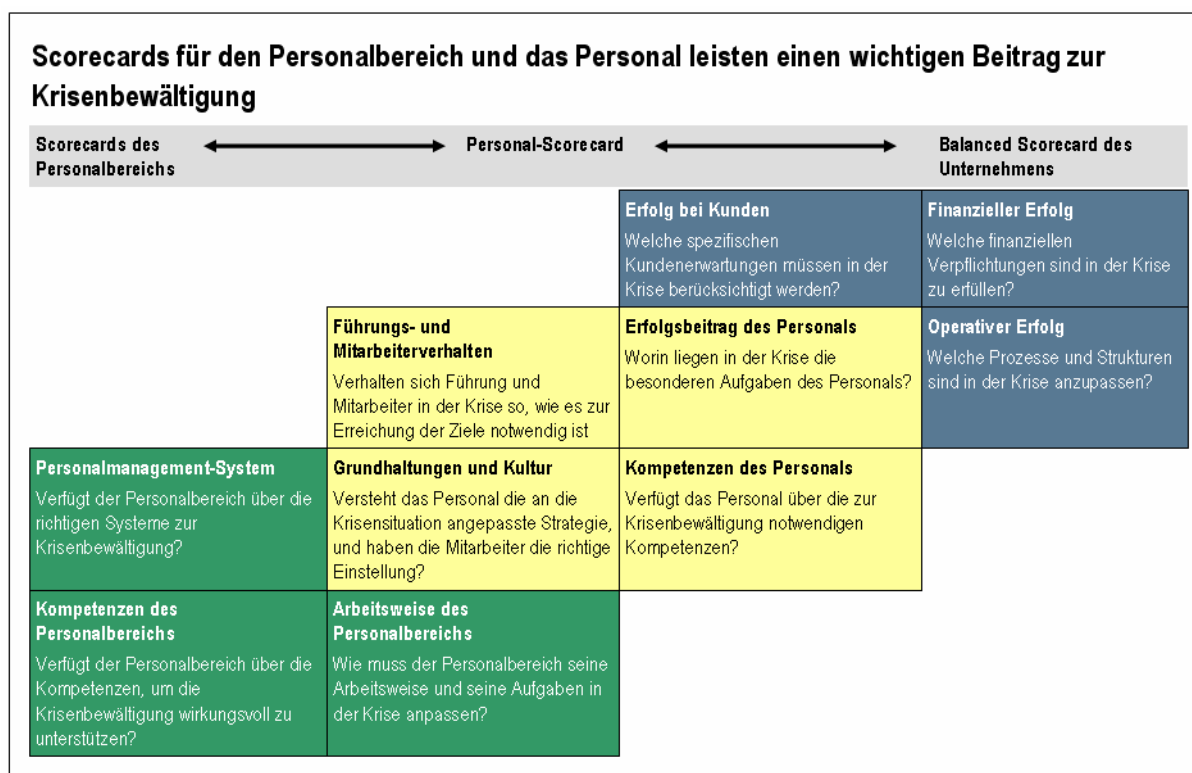 Scorecards für den Personalbereich und das Personal leisten einen wichtigen Beitrag zur
Krisenbewältigung
Scorecards des
Personalbereichs
Personal-Scorecard
Balanced Scorecard des
Unternehmens
Erfolg bei Kunden
Welche spezifischen
Kundenerwartungen müssen in der
Krise berücksichtigt werden?
Finanzieller Erfolg
Welche finanziellen
Verpflichtungen sind in der Krise
zu erfüllen?
Führungs- und
Mitarbeiterverhalten
Verhalten sich Führung und
Mitarbeiter in der Krise so, wie es zur
Erreichung der Ziele notwendig ist
Erfolgsbeitrag des Personals
Worin liegen in der Krise die
besonderen Aufgaben des Personals?
Operativer Erfolg
Welche Prozesse und Strukturen
sind in der Krise anzupassen?
Personalmanagement-System
Verfügt der Personalbereich über die
richtigen Systeme zur
Krisenbewältigung?
Grundhaltungen und Kultur
Versteht das Personal die an die
Krisensituation angepasste Strategie,
und haben die Mitarbeiter die richtige
Einstellung?
Kompetenzen des Personals
Verfügt das Personal über die zur
Krisenbewältigung notwendigen
Kompetenzen?
Kompetenzen des
Personalbereichs
Verfügt der Personalbereich über die
Kompetenzen, um die
Krisenbewältigung wirkungsvoll zu
unterstützen?
Arbeitsweise des
Personalbereichs
Wie muss der Personalbereich seine
Arbeitsweise und seine Aufgaben in
der Krise anpassen?